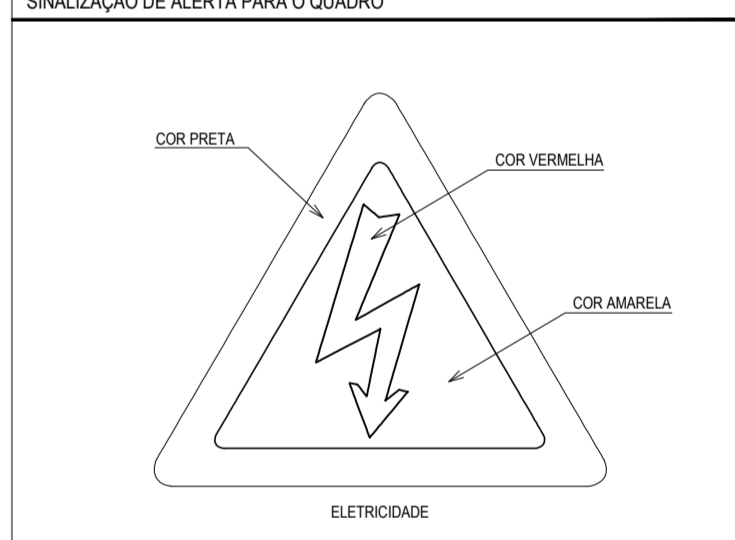 SINALIZAÇÃO DE ALERTA PARA O QUADRO
COR PRETA
COR VERMELHA
COR AMARELA
ELETRICIDADE